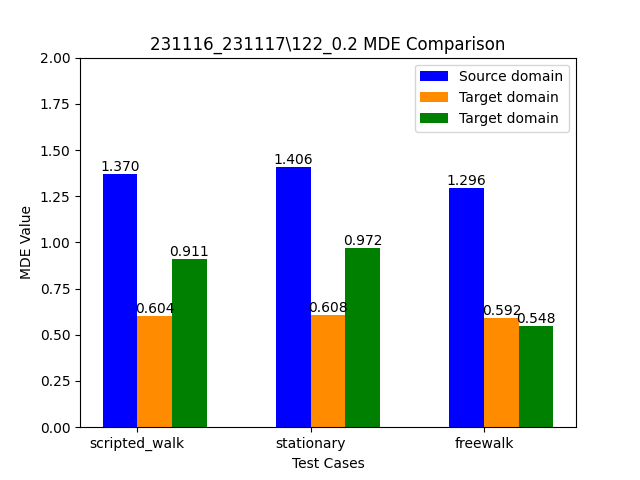 231116_231117\122_0.2 MDE Comparison
2.00
1.75
1.50
1.25
1.00
0.75
0.50
0.25
0.00
MDE Value
Source domain
Target domain
Target domain
1.370
0.604
0.911
1.406
0.608
0.972
1.296
0.592
0.548
scripted_walk
stationary
freewalk
Test Cases